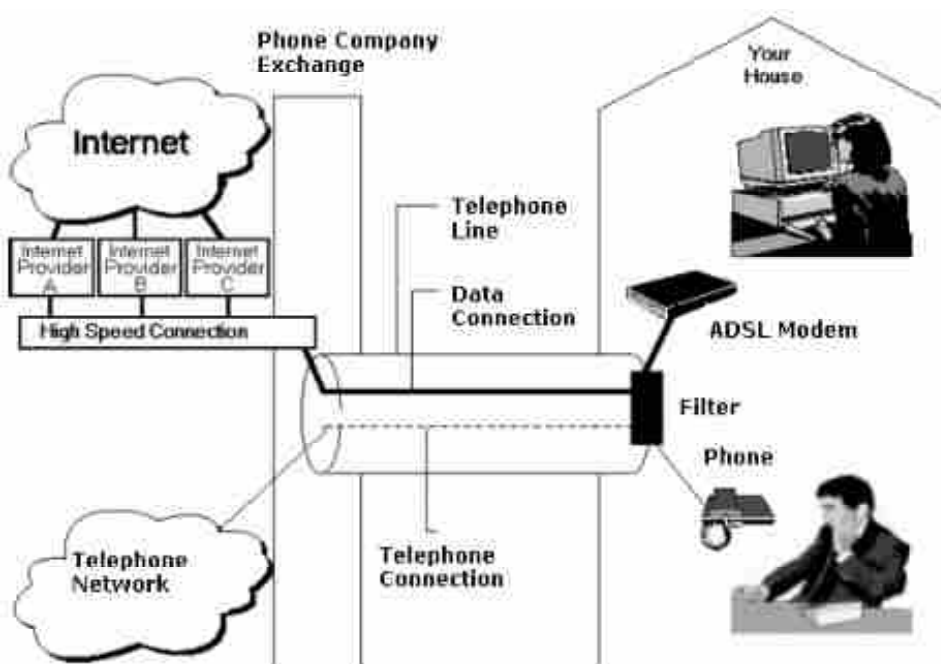 Phone Company
Exchange
Your
House
Internet
Telephone
Line
Internet
Provider
A
Internet
Provider
B
Internet
Provider
C
Data
Connection
High Speed Connection
ADSL Modem
Filter
Phone
Telephone
Network
Telephone
Connection